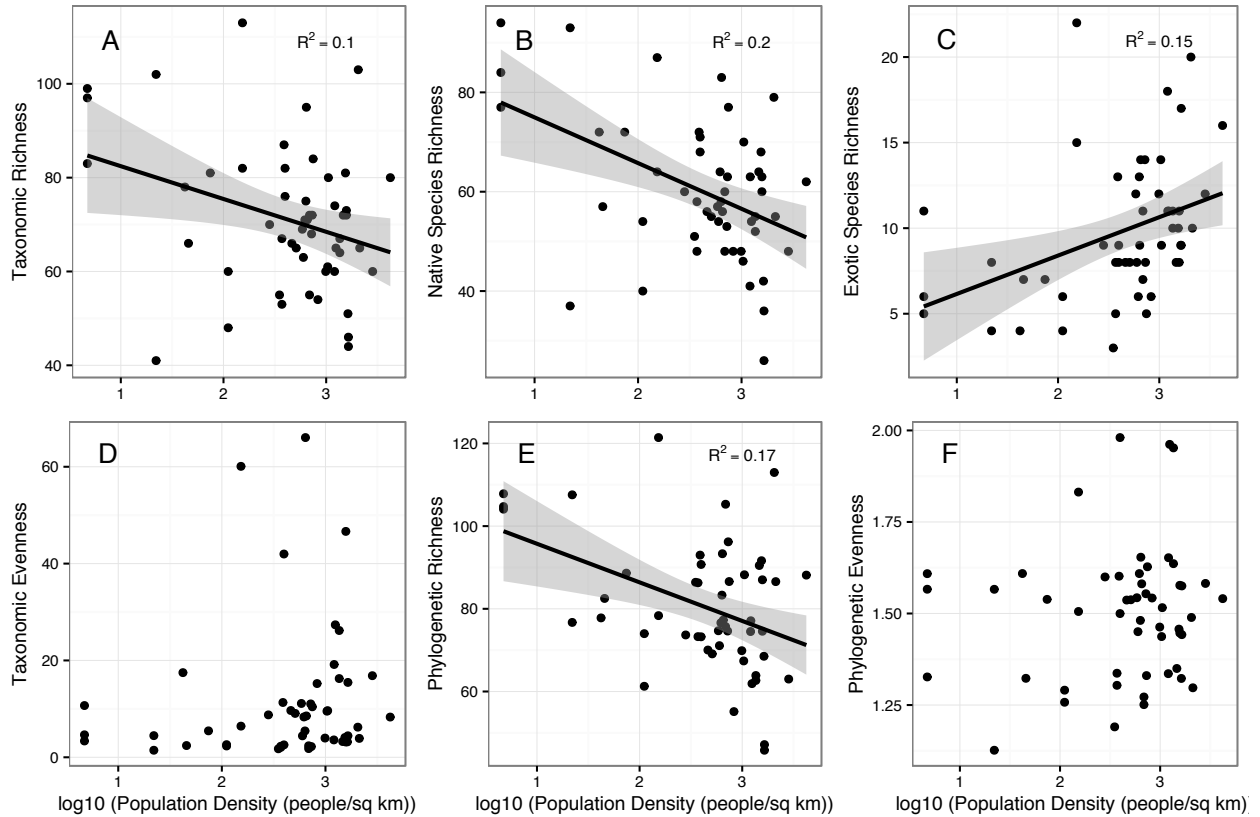 A
R² = 0.1
Taxonomic Richness
100
80
60
40
1 2 3
B
R² = 0.2
Native Species Richness
80
60
40
1 2 3
C
R² = 0.15
Exotic Species Richness
20
15
10
5
1 2 3
D
Taxonomic Evenness
60
40
20
0
1 2 3
log10 (Population Density (people/sq km))
E
R² = 0.17
Phylogenetic Richness
120
100
80
60
1 2 3
log10 (Population Density (people/sq km))
F
Phylogenetic Evenness
2.00
1.75
1.50
1.25
1 2 3
log10 (Population Density (people/sq km))